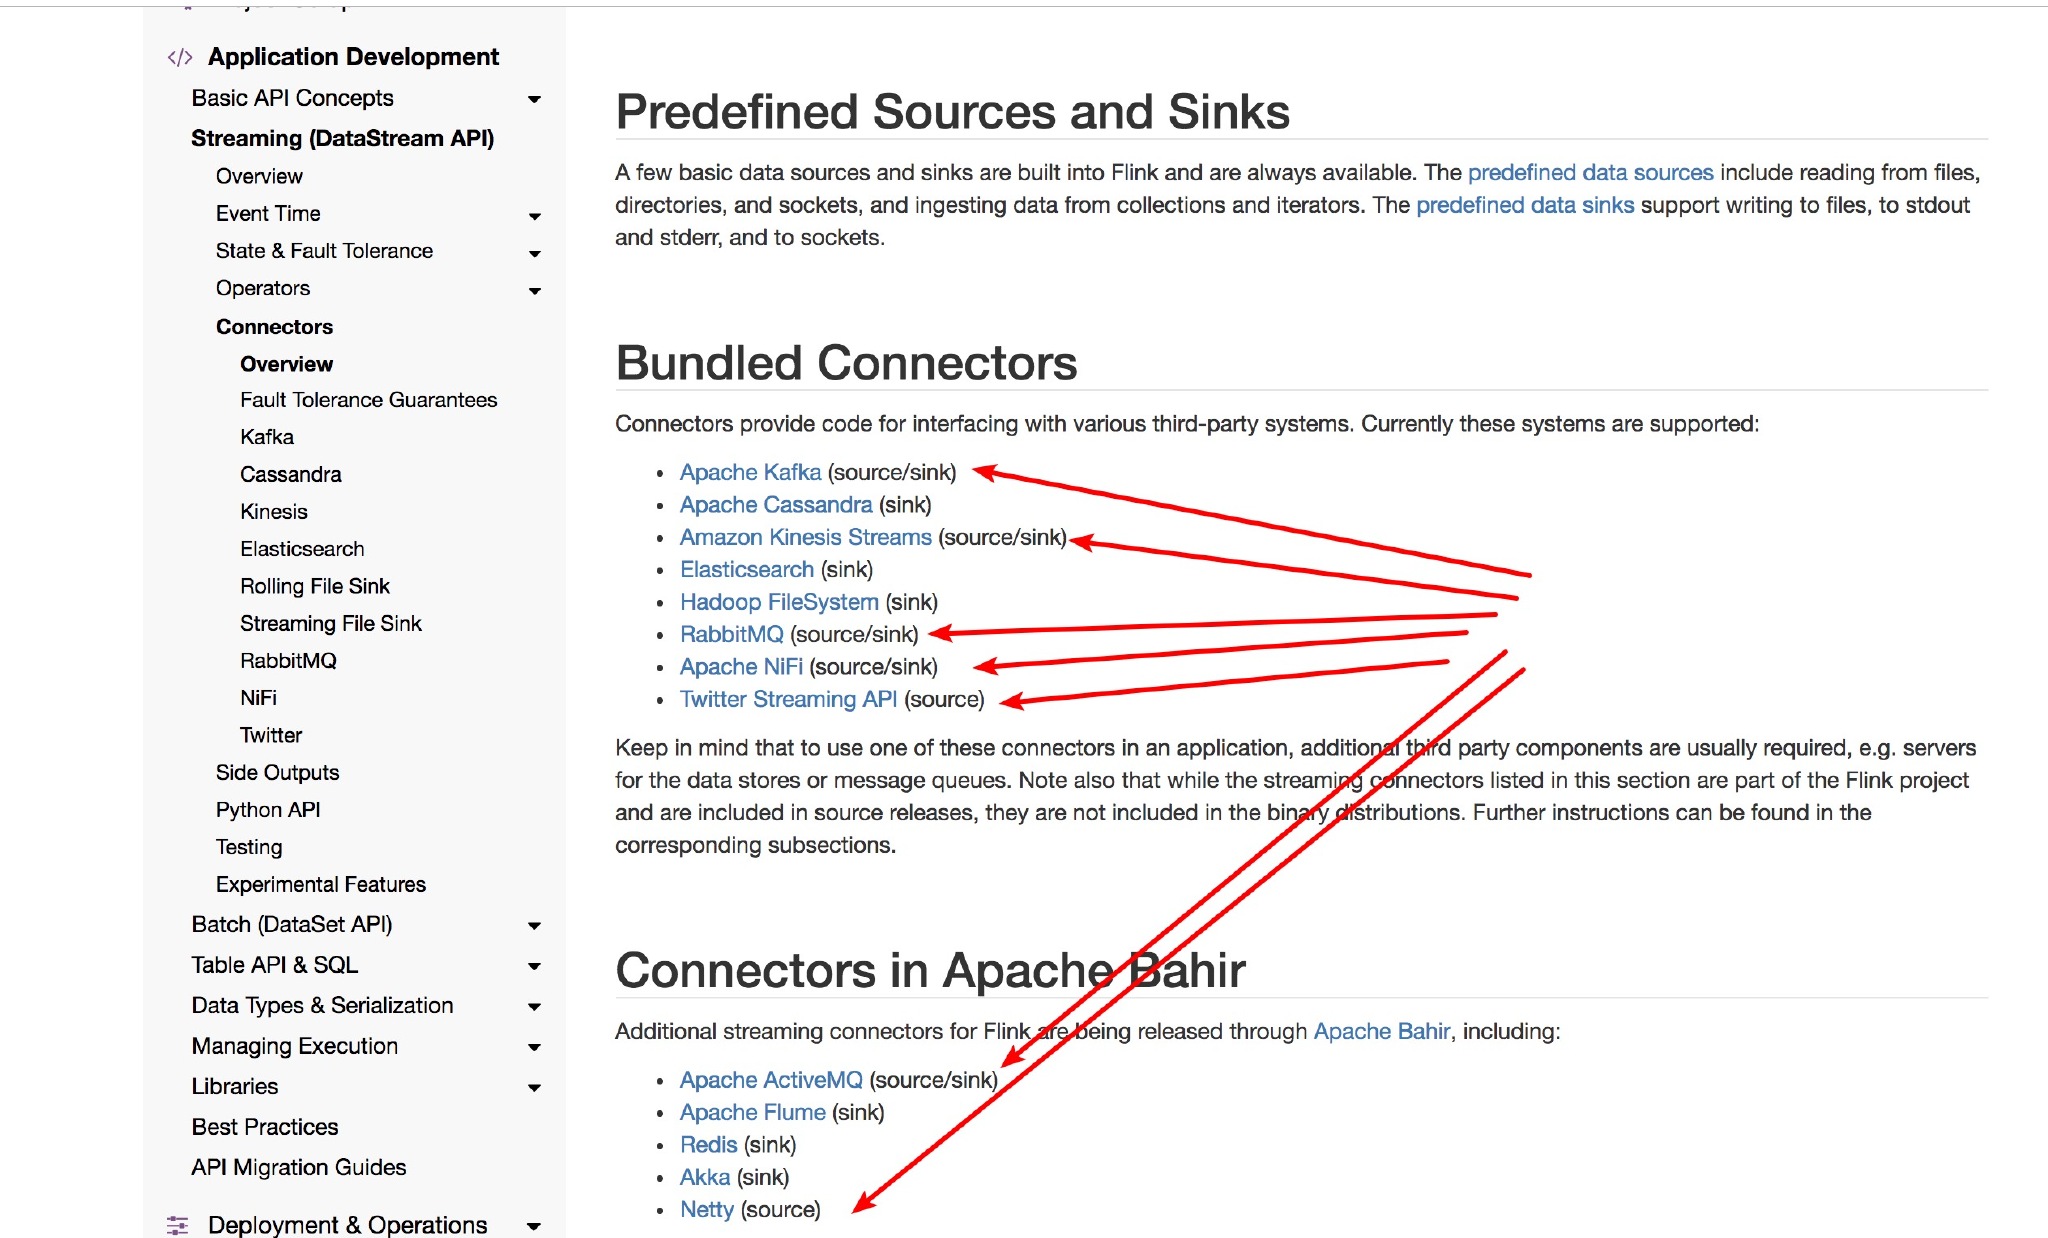 Application Development
Basic API Concepts
Streaming (DataStream API)
Overview
Event Time
State & Fault Tolerance
Operators
Connectors
Overview
Fault Tolerance Guarantees
Kafka
Cassandra
Kinesis
Elasticsearch
Rolling File Sink
Streaming File Sink
RabbitMQ
NiFi
Twitter
Side Outputs
Python API
Testing
Experimental Features
Batch (DataSet API)
Table API & SQL
Data Types & Serialization
Managing Execution
Libraries
Best Practices
API Migration Guides
Deployment & Operations
Predefined Sources and Sinks
A few basic data sources and sinks are built into Flink and are always available. The predefined data sources include reading from files,
directories, and sockets, and ingesting data from collections and iterators. The predefined data sinks support writing to files, to stdout
and stderr, and to sockets.
Bundled Connectors
Connectors provide code for interfacing with various third-party systems. Currently these systems are supported:
• Apache Kafka (source/sink)
• Apache Cassandra (sink)
• Amazon Kinesis Streams (source/sink)
• Elasticsearch (sink)
• Hadoop FileSystem (sink)
• RabbitMQ (source/sink)
• Apache NiFi (source/sink)
• Twitter Streaming API (source)
Keep in mind that to use one of these connectors in an application, additional third party components are usually required, e.g. servers
for the data stores or message queues. Note also that while the streaming connectors listed in this section are part of the Flink project
and are included in source releases, they are not included in the binary distributions. Further instructions can be found in the
corresponding subsections.
Connectors in Apache Bahir
Additional streaming connectors for Flink are being released through Apache Bahir, including:
• Apache ActiveMQ (source/sink)
• Apache Flume (sink)
• Redis (sink)
• Akka (sink)
• Netty (source)